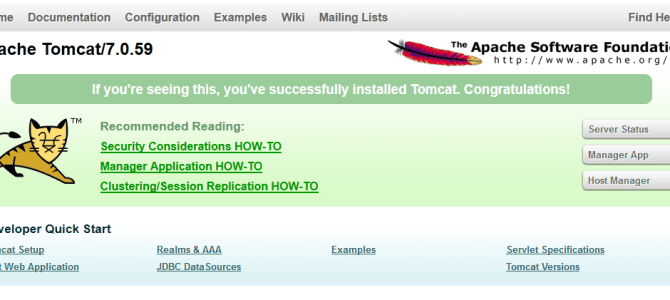 me Documentation Configuration Examples Wiki Mailing Lists Find He
ache Tomcat/7.0.59
The Apache Software Foundatio
http://www.apache.org/
If you're seeing this, you've successfully installed Tomcat. Congratulations!
TM
Recommended Reading:
Security Considerations HOW-TO
Manager Application HOW-TO
Clustering/Session Replication HOW-TO
Server Status
Manager App
Host Manager
veloper Quick Start
mcat Setup Realms & AAA Examples Servlet Specifications
t Web Application JDBC DataSources Tomcat Versions